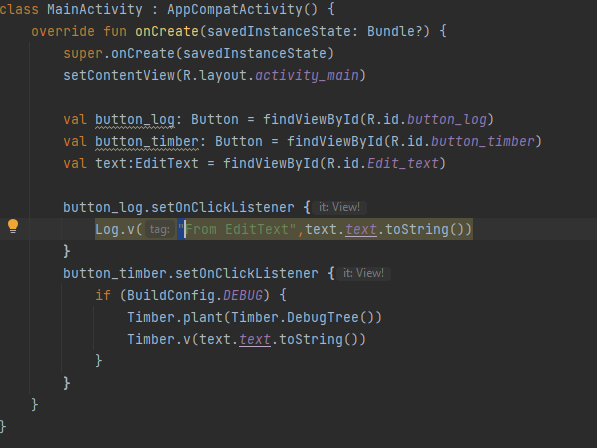 class MainActivity : AppCompatActivity() {
    override fun onCreate(savedInstanceState: Bundle?) {
        super.onCreate(savedInstanceState)
        setContentView(R.layout.activity_main)

        val button_log: Button = findViewById(R.id.button_log)
        val button_timber: Button = findViewById(R.id.button_timber)
        val text:EditText = findViewById(R.id.Edit_text)

        button_log.setOnClickListener { it: View!
            Log.v( tag: "From EditText",text.text.toString())
        }
        button_timber.setOnClickListener { it: View!
            if (BuildConfig.DEBUG) {
                Timber.plant(Timber.DebugTree())
                Timber.v(text.text.toString())
            }
        }
    }
}